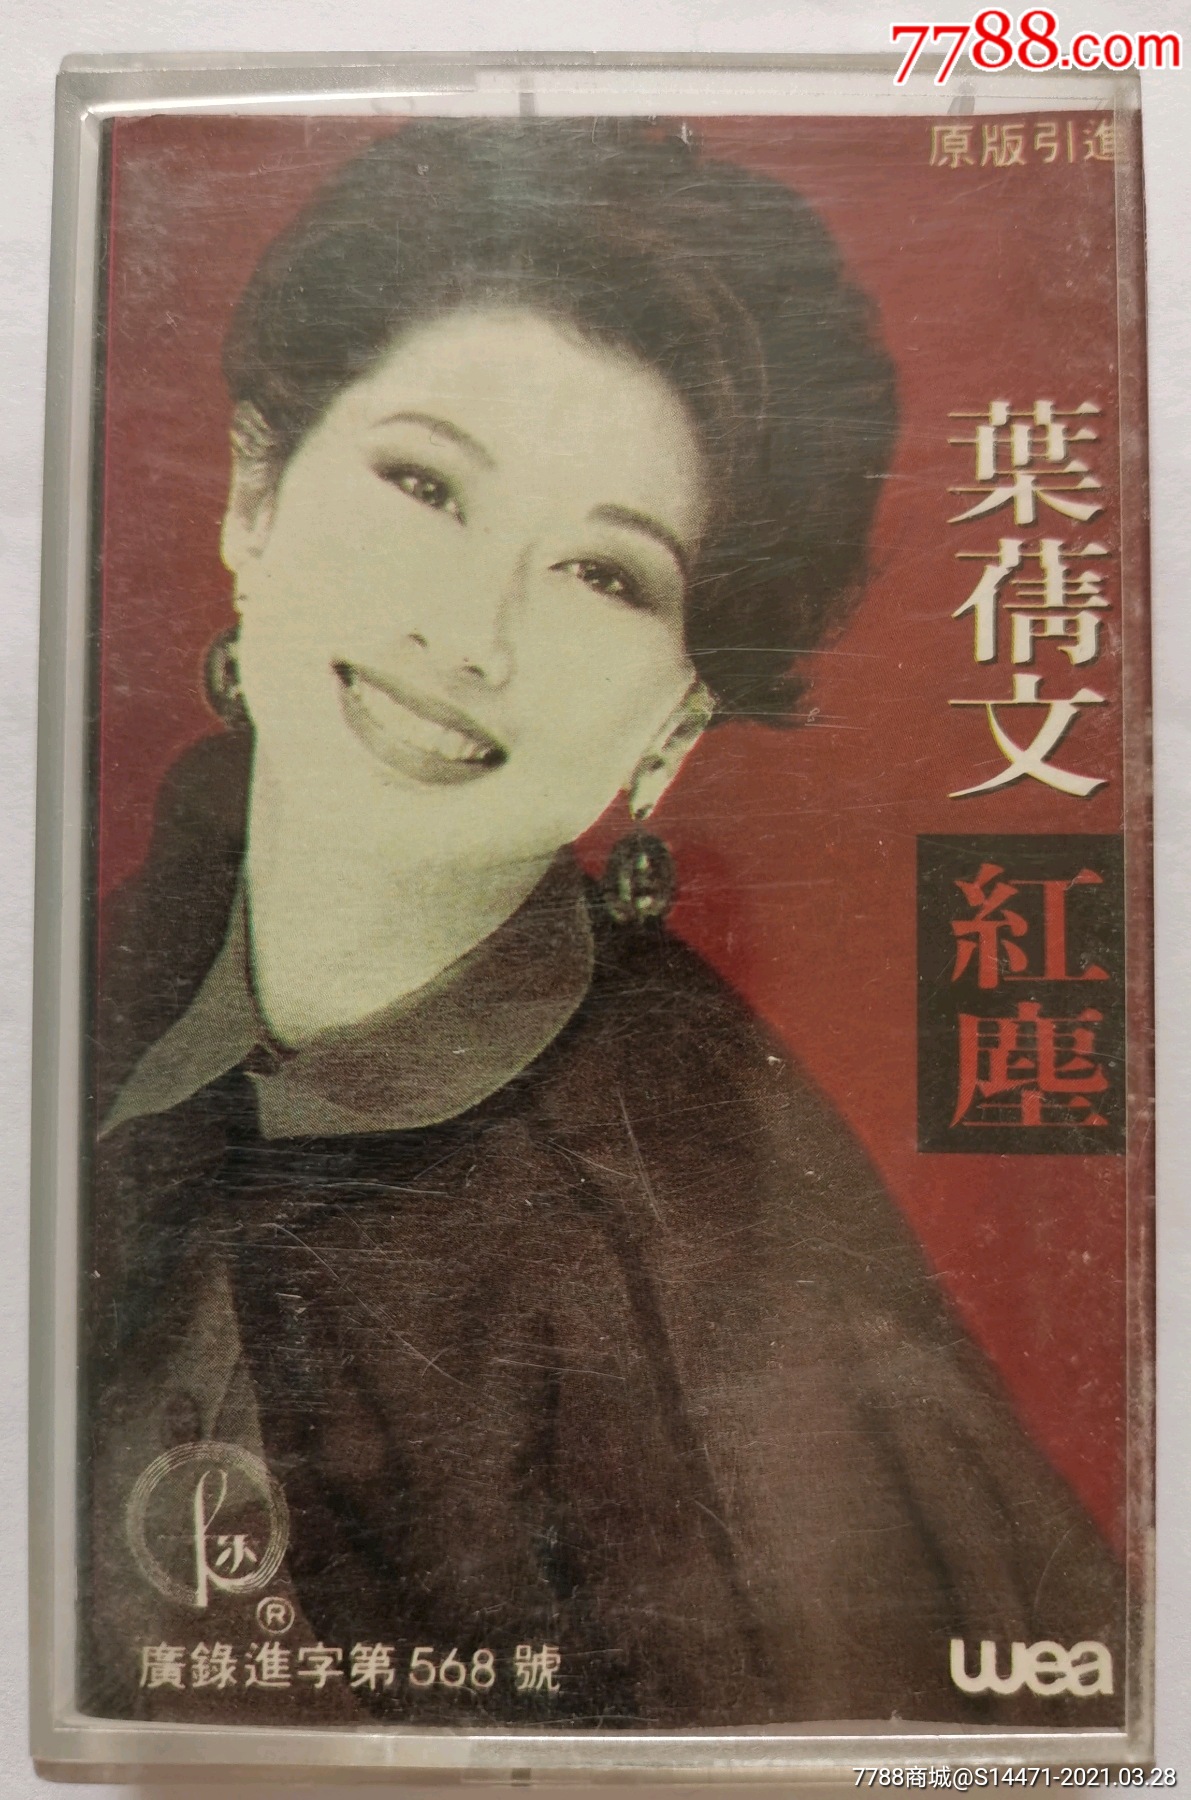 7788.com
原版引進
葉蒨文
紅塵
®
廣錄進字第568號
wea
7788商城@S14471-2021.03.28